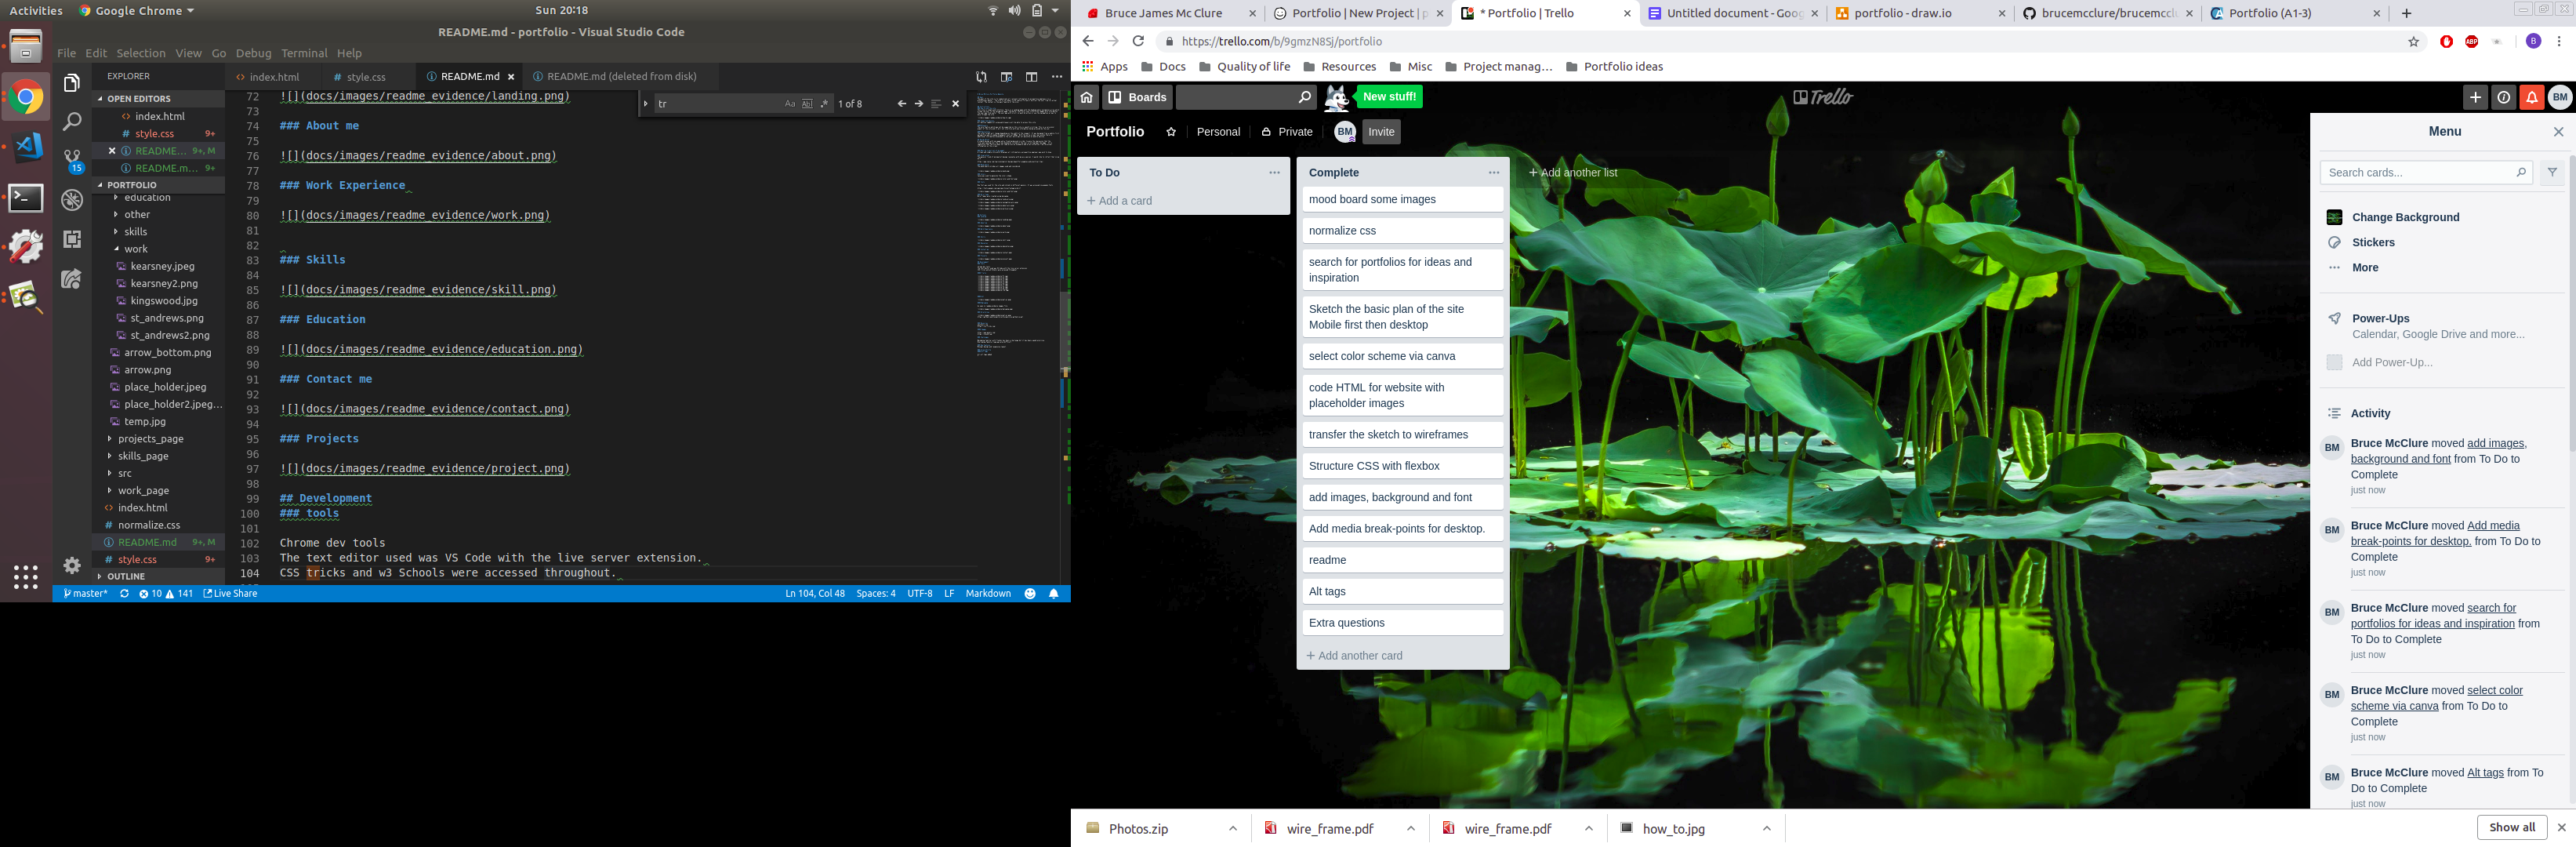 Activities
Google Chrome
Sun 20:18
README.md - portfolio - Visual Studio Code
File Edit Selection View Go Debug Terminal Help
EXPLORER
OPEN EDITORS
index.html
style.css 9+
README... 9+, M
README.m... 9+
PORTFOLIO
education
other
skills
work
kearsney.jpeg
kearsney2.png
kingswood.jpg
st_andrews.png
st_andrews2.png
arrow_bottom.png
arrow.png
place_holder.jpeg
place_holder2.jpeg...
temp.jpg
projects_page
skills_page
src
work_page
index.html
normalize.css
README.md 9+, M
style.css 9+
OUTLINE
15
index.html
style.css
README.md
README.md (deleted from disk)
tr
Aa Abl .*
1 of 8
72 ![](docs/images/readme_evidence/landing.png)
73
74 ### About me
75
76 ![](docs/images/readme_evidence/about.png)
77
78 ### Work Experience
79
80 ![](docs/images/readme_evidence/work.png)
81
82
83 ### Skills
84
85 ![](docs/images/readme_evidence/skill.png)
86
87 ### Education
88
89 ![](docs/images/readme_evidence/education.png)
90
91 ### Contact me
92
93 ![](docs/images/readme_evidence/contact.png)
94
95 ### Projects
96
97 ![](docs/images/readme_evidence/project.png)
98
99 ## Development
100 ### tools
101
102 Chrome dev tools
103 The text editor used was VS Code with the live server extension.
104 CSS tricks and w3 Schools were accessed throughout.
master* 10 141 Live Share
Ln 104, Col 48 Spaces: 4 UTF-8 LF Markdown
Bruce James Mc Clure
Portfolio | New Project | p
* Portfolio | Trello
Untitled document - Goog
portfolio - draw.io
brucemcclure/brucemcclu
Portfolio (A1-3)
https://trello.com/b/9gmzN8Sj/portfolio
ABP
B
Apps Docs Quality of life Resources Misc Project manag... Portfolio ideas
Boards
New stuff!
Trello
BM
Portfolio
Personal
Private
BM
Invite
To Do
+ Add a card
Complete
mood board some images
normalize css
search for portfolios for ideas and
inspiration
Sketch the basic plan of the site
Mobile first then desktop
select color scheme via canva
code HTML for website with
placeholder images
transfer the sketch to wireframes
Structure CSS with flexbox
add images, background and font
Add media break-points for desktop.
readme
Alt tags
Extra questions
+ Add another card
+ Add another list
Menu
Search cards...
Change Background
Stickers
More
Power-Ups
Calendar, Google Drive and more...
Add Power-Up...
Activity
BM
Bruce McClure moved add images,
background and font from To Do to
Complete
just now
BM
Bruce McClure moved Add media
break-points for desktop. from To Do to
Complete
just now
BM
Bruce McClure moved search for
portfolios for ideas and inspiration from
To Do to Complete
just now
BM
Bruce McClure moved select color
scheme via canva from To Do to
Complete
just now
BM
Bruce McClure moved Alt tags from To
Do to Complete
just now
Photos.zip
wire_frame.pdf
wire_frame.pdf
how_to.jpg
Show all